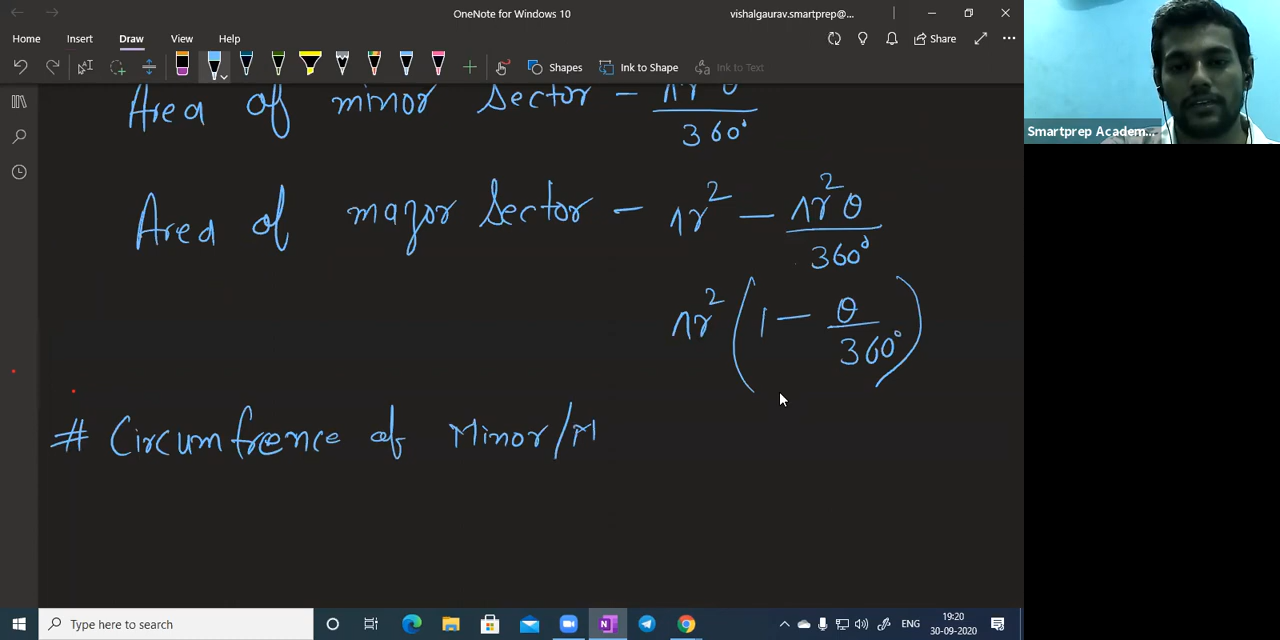 OneNote for Windows 10
vishalgaurav.smartprep@...
Home Insert Draw View Help
Share
Shapes Ink to Shape Ink to Text
Area of minor Sector - πr²θ/360°
Area of major Sector - πr² - πr²θ/360°
πr² (1 - θ/360°)
# Circumfrence of Minor/M
Smartprep Academ...
Type here to search
ENG
19:20
30-09-2020